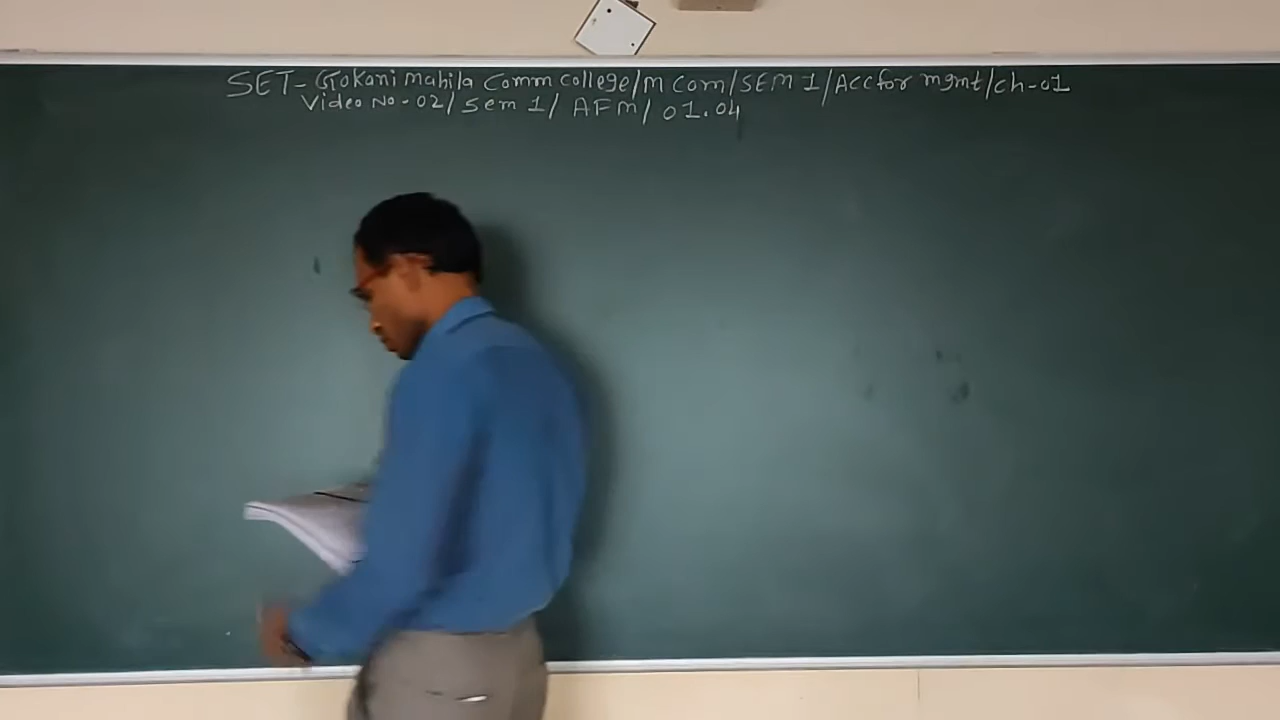 SET- Gokani Mahila Comm college/M Com/SEM 1/Acc for mgmt/ch-01
Video No - 02/ Sem 1/ AFM/ 01.04